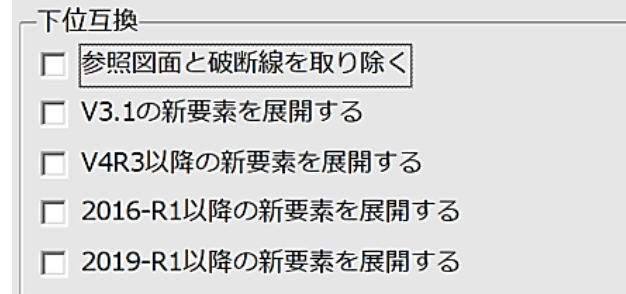 下位互換
参照図面と破断線を取り除く
V3.1の新要素を展開する
V4R3以降の新要素を展開する
2016-R1以降の新要素を展開する
2019-R1以降の新要素を展開する